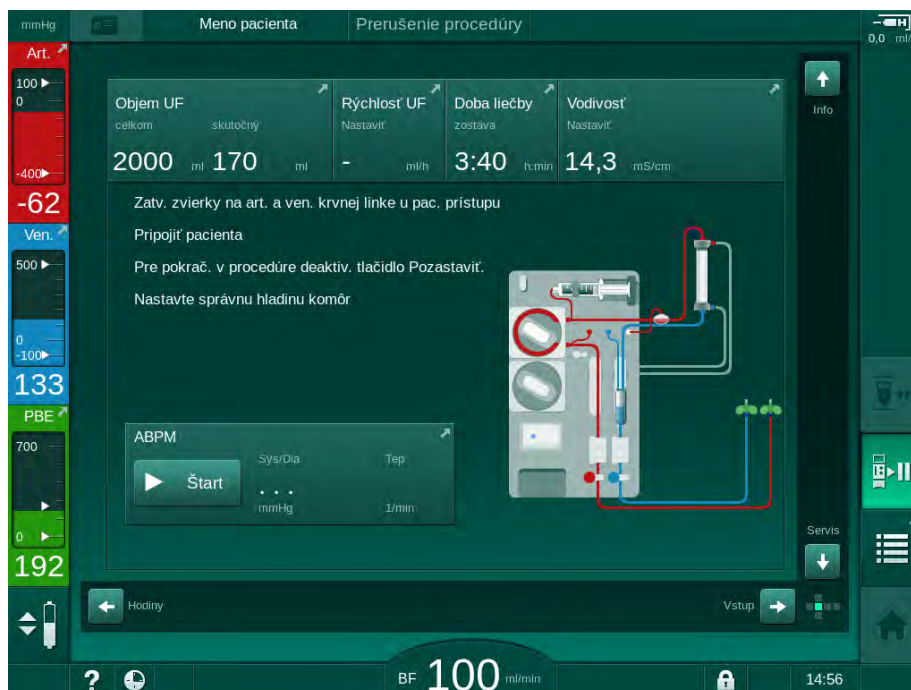 mmHg
Meno pacienta
Prerušenie procedúry
0,0 ml/
Art.
100
0
-400
-62
Ven.
500
0
-100
133
PBE
700
0
192
Objem UF
celkom
skutočný
2000 ml 170 ml
Rýchlosť UF
Nastaviť
- ml/h
Doba liečby
zostáva
3:40 h:min
Vodivosť
Nastaviť
14,3 mS/cm
Info
Zatv. zvierky na art. a ven. krvnej linke u pac. prístupu
Pripojiť pacienta
Pre pokrač. v procedúre deaktiv. tlačidlo Pozastaviť.
Nastavte správnu hladinu komôr
ABPM
Štart
Sys/Dia
. . .
mmHg
Tep
1/min
Servis
Hodiny
Vstup
?
BF 100 ml/min
14:56